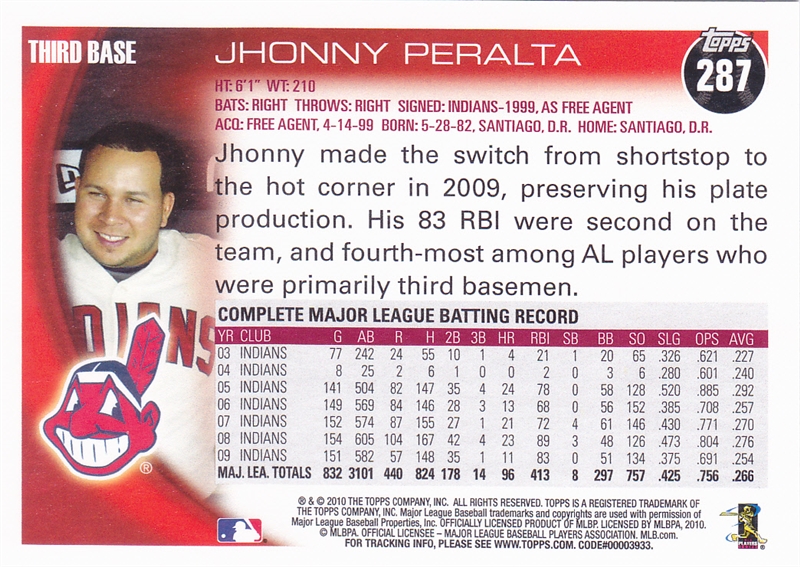 THIRD BASE
JHONNY PERALTA
Topps
287
HT: 6'1" WT: 210
BATS: RIGHT THROWS: RIGHT SIGNED: INDIANS-1999, AS FREE AGENT
ACQ: FREE AGENT, 4-14-99 BORN: 5-28-82, SANTIAGO, D.R. HOME: SANTIAGO, D.R.
Jhonny made the switch from shortstop to
the hot corner in 2009, preserving his plate
production. His 83 RBI were second on the
team, and fourth-most among AL players who
were primarily third basemen.
INDIANS
COMPLETE MAJOR LEAGUE BATTING RECORD
YR CLUB G AB R H 2B 3B HR RBI SB BB SO SLG OPS AVG
03 INDIANS 77 242 24 55 10 1 4 21 1 20 65 .326 .621 .227
04 INDIANS 8 25 2 6 1 0 0 2 0 3 6 .280 .601 .240
05 INDIANS 141 504 82 147 35 4 24 78 0 58 128 .520 .885 .292
06 INDIANS 149 569 84 146 28 3 13 68 0 56 152 .385 .708 .257
07 INDIANS 152 574 87 155 27 1 21 72 4 61 146 .430 .771 .270
08 INDIANS 154 605 104 167 42 4 23 89 3 48 126 .473 .804 .276
09 INDIANS 151 582 57 148 35 1 11 83 0 51 134 .375 .691 .254
MAJ. LEA. TOTALS 832 3101 440 824 178 14 96 413 8 297 757 .425 .756 .266
® & © 2010 THE TOPPS COMPANY, INC. ALL RIGHTS RESERVED. TOPPS IS A REGISTERED TRADEMARK OF
THE TOPPS COMPANY, INC. Major League Baseball trademarks and copyrights are used with permission of
Major League Baseball Properties, Inc. OFFICIALLY LICENSED PRODUCT OF MLBP. LICENSED BY MLBPA, 2010.
© MLBPA. OFFICIAL LICENSEE – MAJOR LEAGUE BASEBALL PLAYERS ASSOCIATION. MLB.com.
FOR TRACKING INFO, PLEASE SEE WWW.TOPPS.COM. CODE#00003933.
PLAYERS